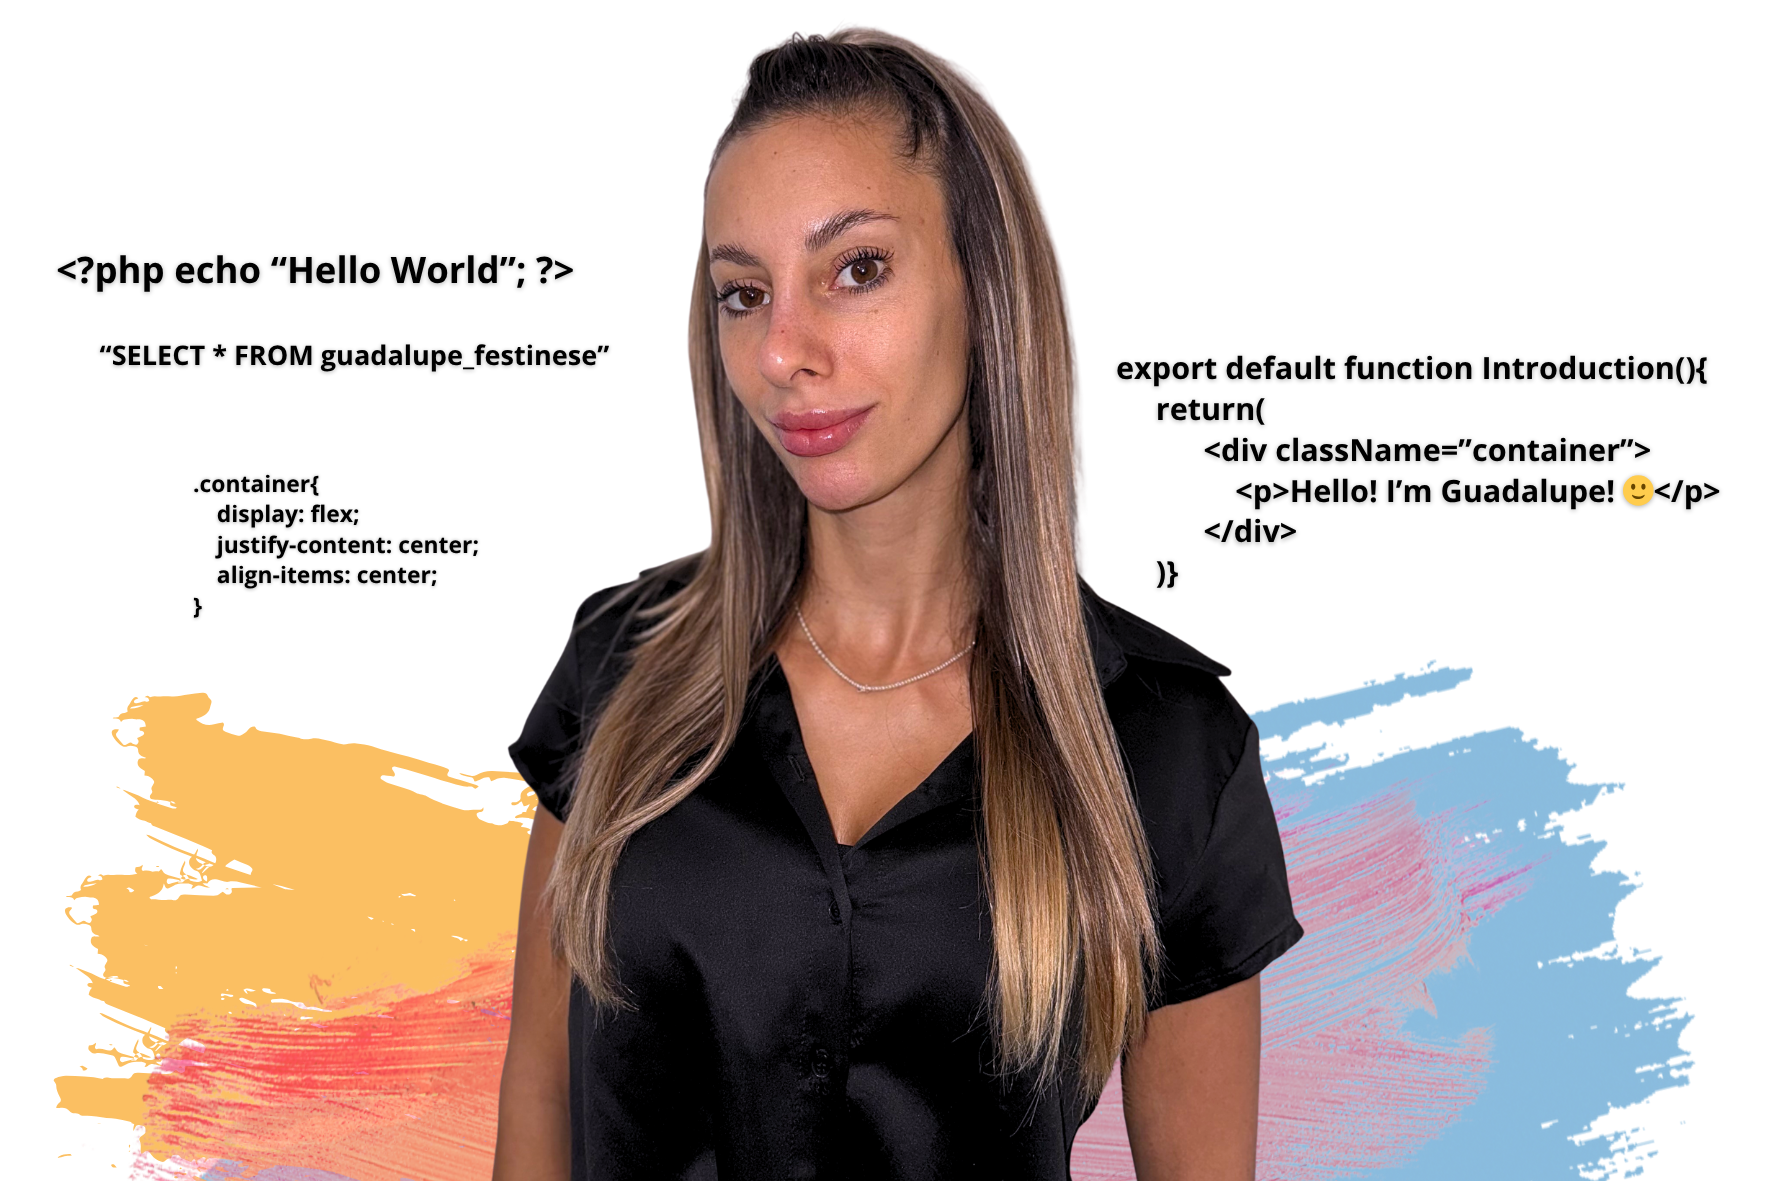 <?php echo “Hello World”; ?>
“SELECT * FROM guadalupe_festinese”
.container{
display: flex;
justify-content: center;
align-items: center;
}
export default function Introduction(){
return(
<div className=”container”>
<p>Hello! I’m Guadalupe! 🙂</p>
</div>
)}